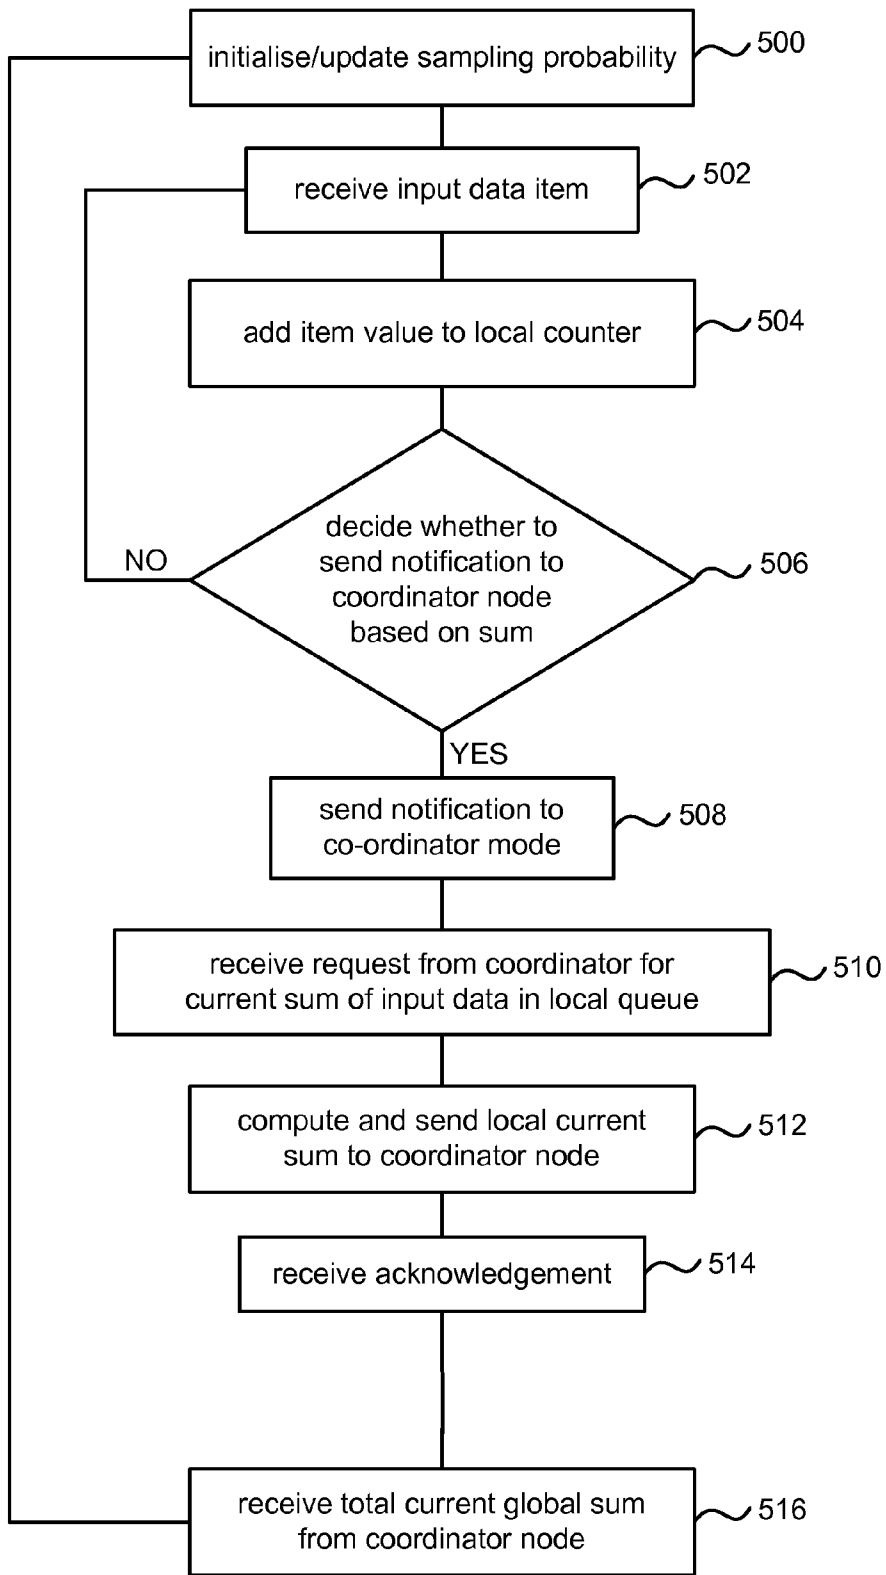 initialise/update sampling probability
500
receive input data item
502
add item value to local counter
504
decide whether to
send notification to
coordinator node
based on sum
506
NO
YES
send notification to
co-ordinator mode
508
receive request from coordinator for
current sum of input data in local queue
510
compute and send local current
sum to coordinator node
512
receive acknowledgement
514
receive total current global sum
from coordinator node
516